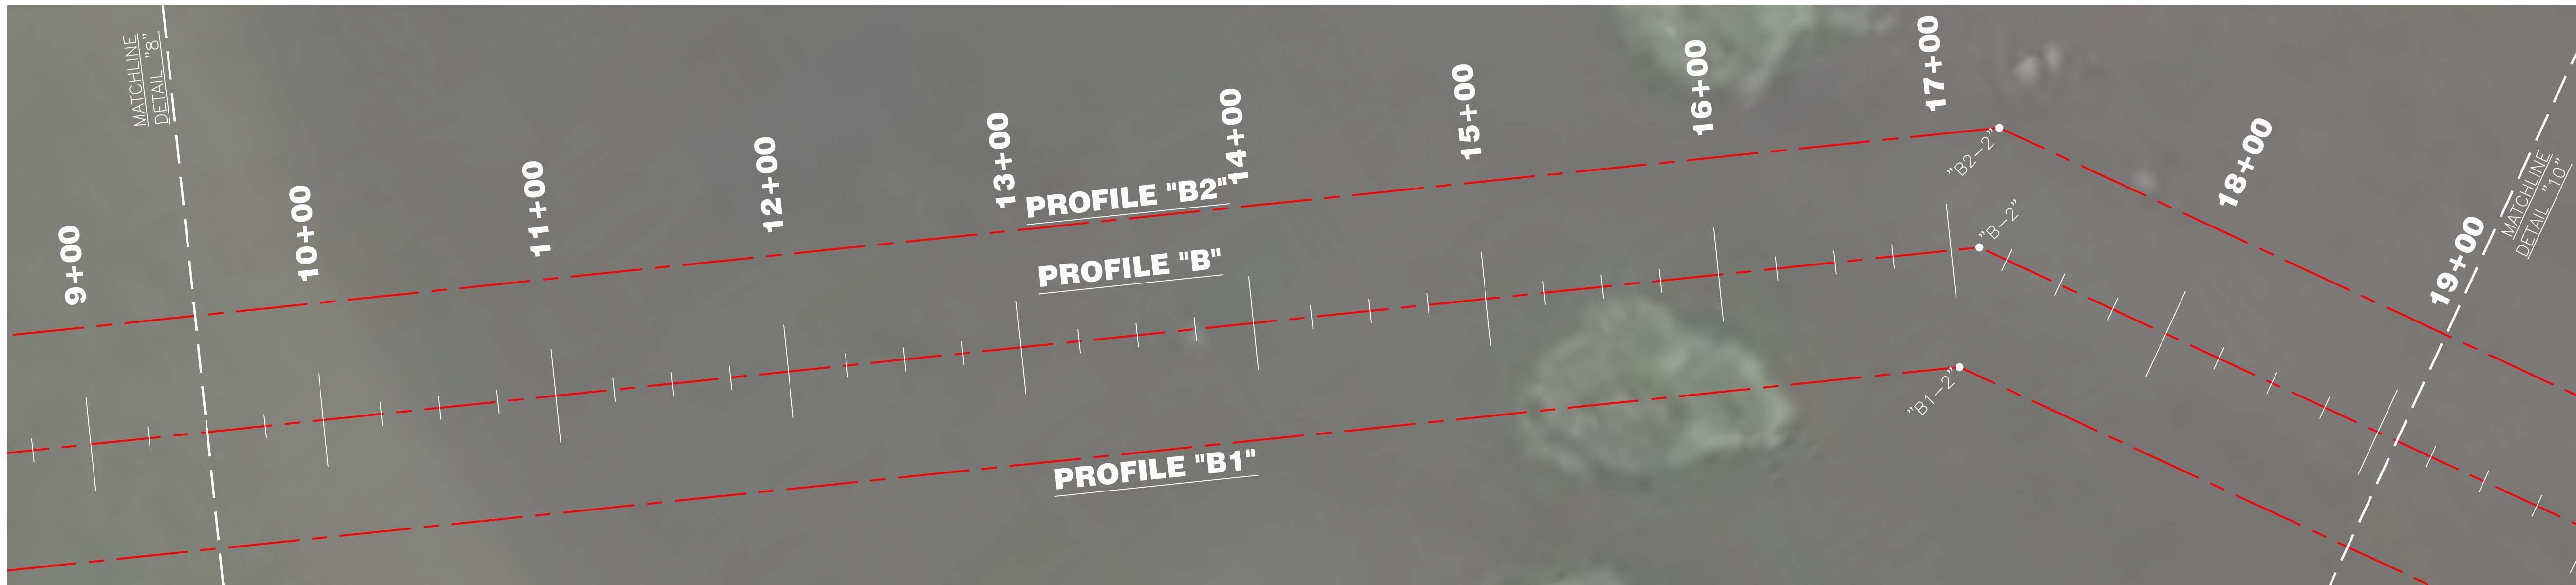 MATCHLINE
DETAIL "8"
9+00
10+00
11+00
12+00
13+00
14+00
15+00
16+00
17+00
18+00
19+00
PROFILE "B2"
PROFILE "B"
PROFILE "B1"
"B2-2"
"B-2"
"B1-2"
MATCHLINE
DETAIL "10"